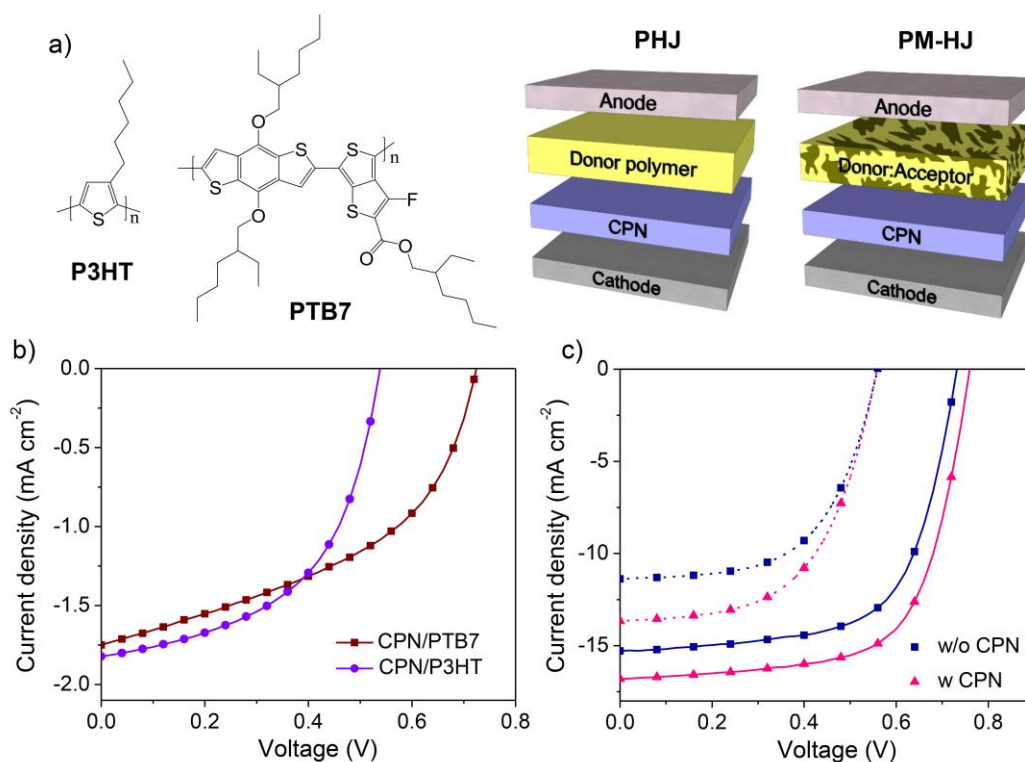 a)
PHJ
PM-HJ
Anode
Donor polymer
CPN
Cathode
Anode
Donor:Acceptor
CPN
Cathode
S
n
P3HT
O
S
S
O
S
n
F
S
O
O
PTB7
b)
Current density (mA cm-2)
0.0
-0.5
-1.0
-1.5
-2.0
CPN/PTB7
CPN/P3HT
0.0 0.2 0.4 0.6 0.8
Voltage (V)
c)
Current density (mA cm-2)
0
-5
-10
-15
w/o CPN
w CPN
0.0 0.2 0.4 0.6 0.8
Voltage (V)